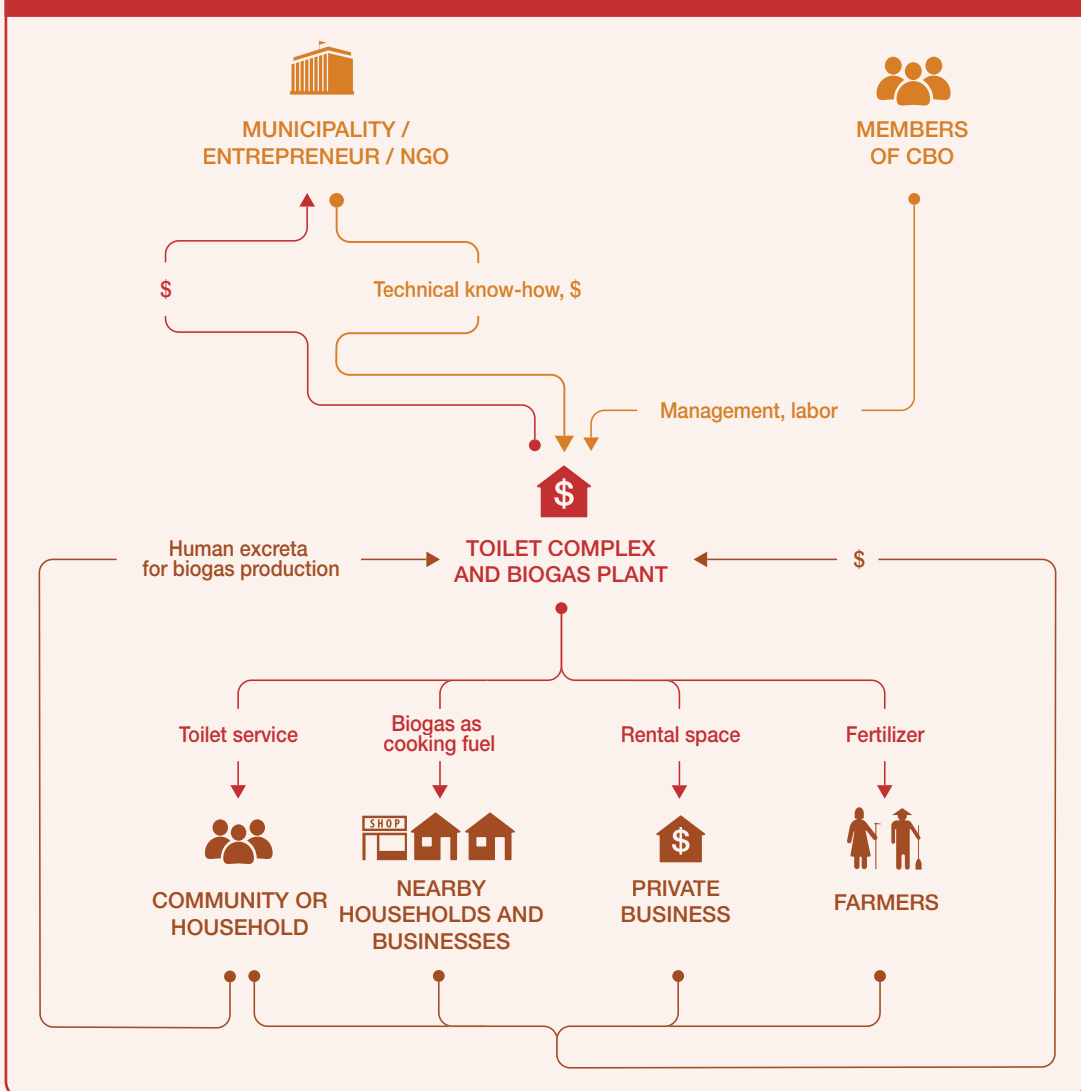 MUNICIPALITY /
ENTREPRENEUR / NGO
MEMBERS
OF CBO
$
Technical know-how, $
Management, labor
$
Human excreta
for biogas production
TOILET COMPLEX
AND BIOGAS PLANT
$
Toilet service
Biogas as
cooking fuel
Rental space
Fertilizer
SHOP
$
COMMUNITY OR
HOUSEHOLD
NEARBY
HOUSEHOLDS AND
BUSINESSES
PRIVATE
BUSINESS
FARMERS